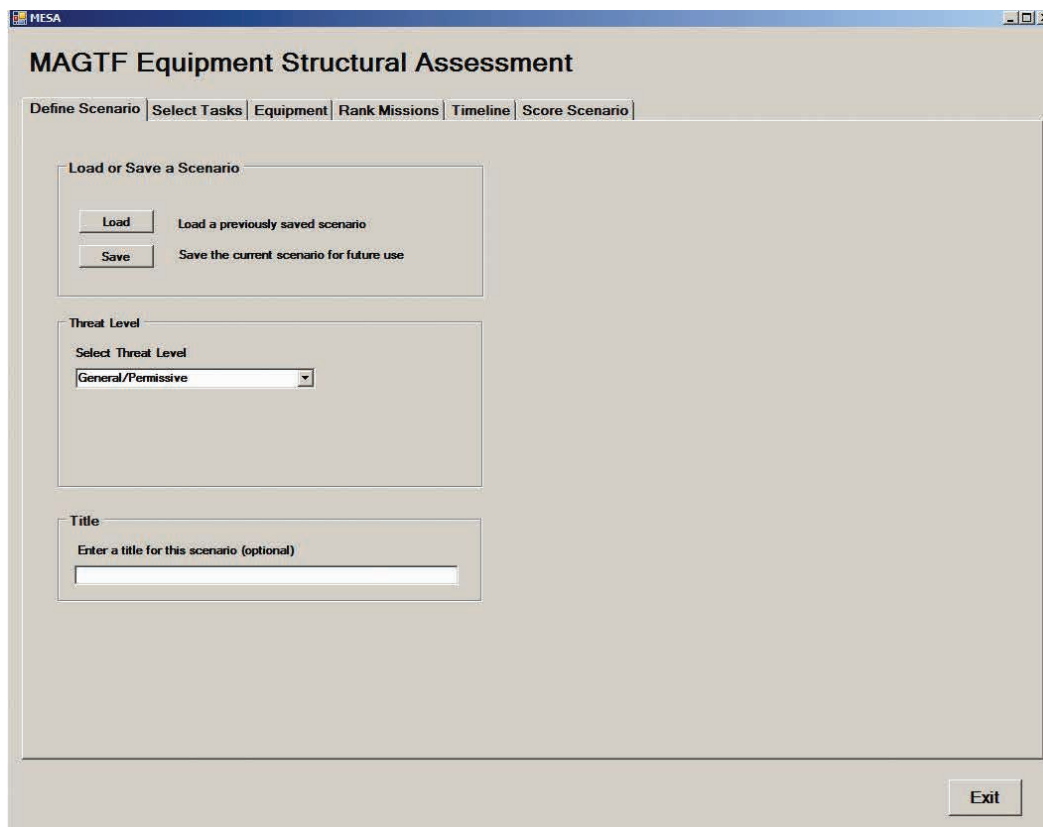 MESA
MAGTF Equipment Structural Assessment
Define Scenario Select Tasks Equipment Rank Missions Timeline Score Scenario
Load or Save a Scenario
Load Load a previously saved scenario
Save Save the current scenario for future use
Threat Level
Select Threat Level
General/Permissive
Title
Enter a title for this scenario (optional)
Exit